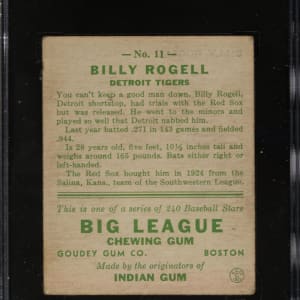 — No. 11 —
BILLY ROGELL
DETROIT TIGERS
You can't keep a good man down. Billy Rogell,
Detroit shortstop, had trials with the Red Sox
but was released. He went to the minors and
played so well that Detroit nabbed him.
Last year batted .271 in 143 games and fielded
.944.
Is 28 years old, five feet, 10½ inches tall and
weighs around 165 pounds. Bats either right or
left-handed.
The Red Sox bought him in 1924 from the
Salina, Kans., team of the Southwestern League.
This is one of a series of 240 Baseball Stars
BIG LEAGUE
CHEWING GUM
GOUDEY GUM CO. BOSTON
Made by the originators of
INDIAN GUM